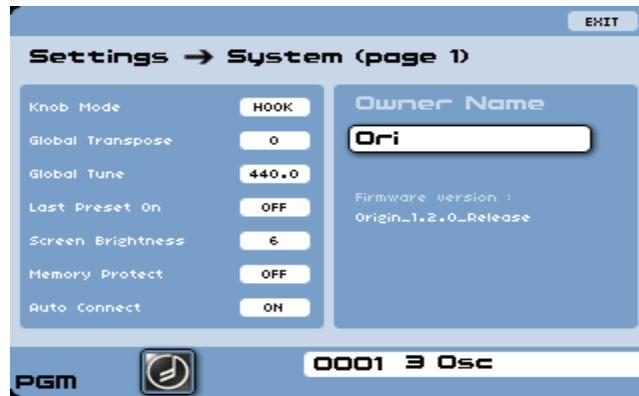 EXIT
Settings → System (page 1)
Knob Mode HOOK
Global Transpose 0
Global Tune 440.0
Last Preset On OFF
Screen Brightness 6
Memory Protect OFF
Auto Connect ON
Owner Name
Ori
Firmware version :
Origin_1.2.0_Release
PGM
0001 3 Osc